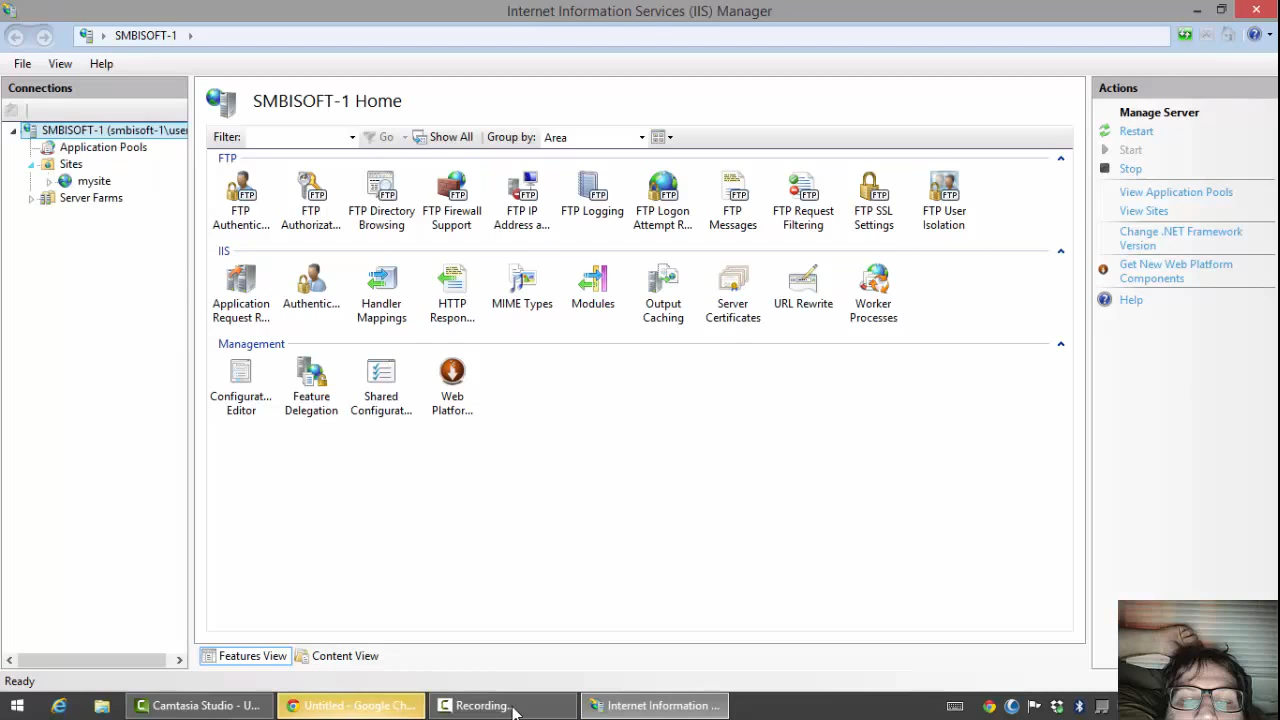 Internet Information Services (IIS) Manager
SMBISOFT-1
File View Help
Connections
SMBISOFT-1 (smbisoft-1\user
Application Pools
Sites
mysite
Server Farms
SMBISOFT-1 Home
Filter: Go Show All Group by: Area
FTP
FTP Authentic...
FTP Authorizat...
FTP Directory Browsing
FTP Firewall Support
FTP IP Address a...
FTP Logging
FTP Logon Attempt R...
FTP Messages
FTP Request Filtering
FTP SSL Settings
FTP User Isolation
IIS
Application Request R...
Authentic...
Handler Mappings
HTTP Respon...
MIME Types
Modules
Output Caching
Server Certificates
URL Rewrite
Worker Processes
Management
Configurat... Editor
Feature Delegation
Shared Configurat...
Web Platfor...
Features View Content View
Actions
Manage Server
Restart
Start
Stop
View Application Pools
View Sites
Change .NET Framework
Version
Get New Web Platform
Components
Help
Ready
Camtasia Studio - U...
Untitled - Google Ch...
Recording...
Internet Information ...